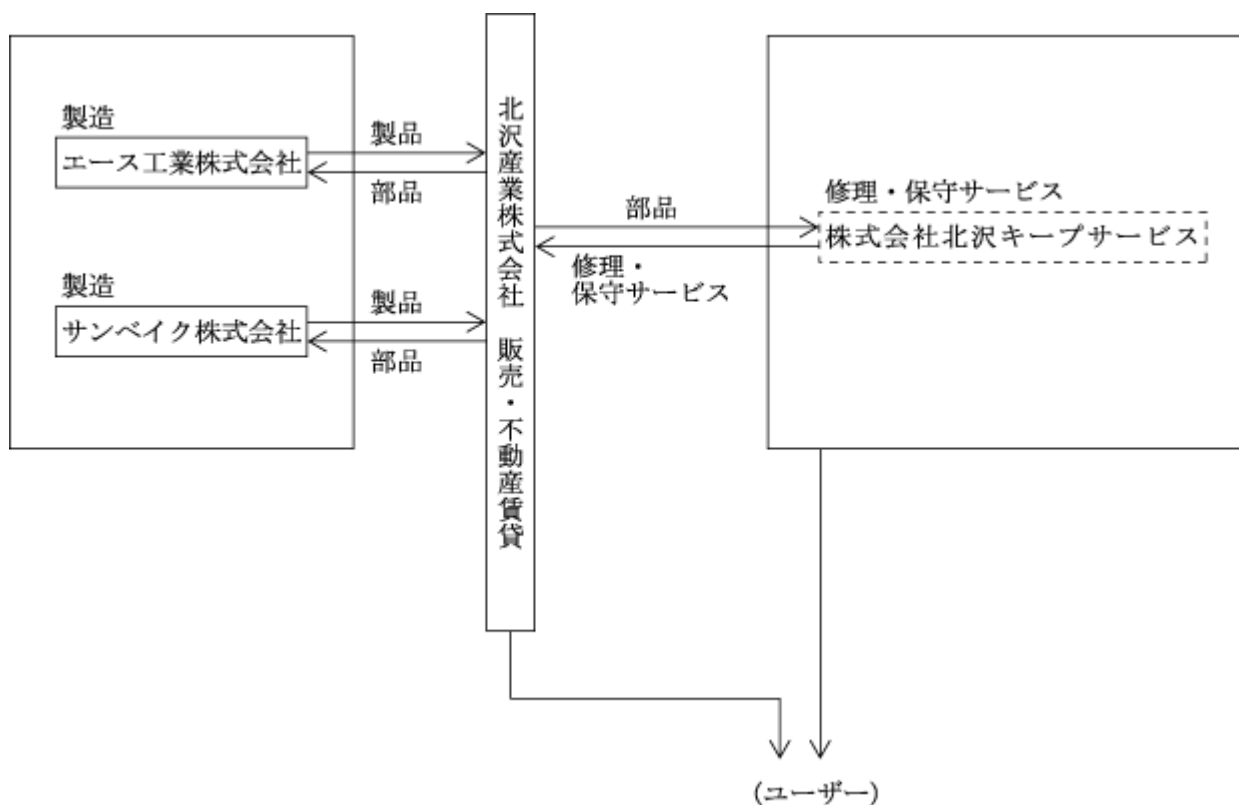 製造
エース工業株式会社
製品
部品
製造
サンベイク株式会社
製品
部品
北沢産業株式会社 販売・不動産賃貸
部品
修理・
保守サービス
修理・保守サービス
株式会社北沢キープサービス
(ユーザー)